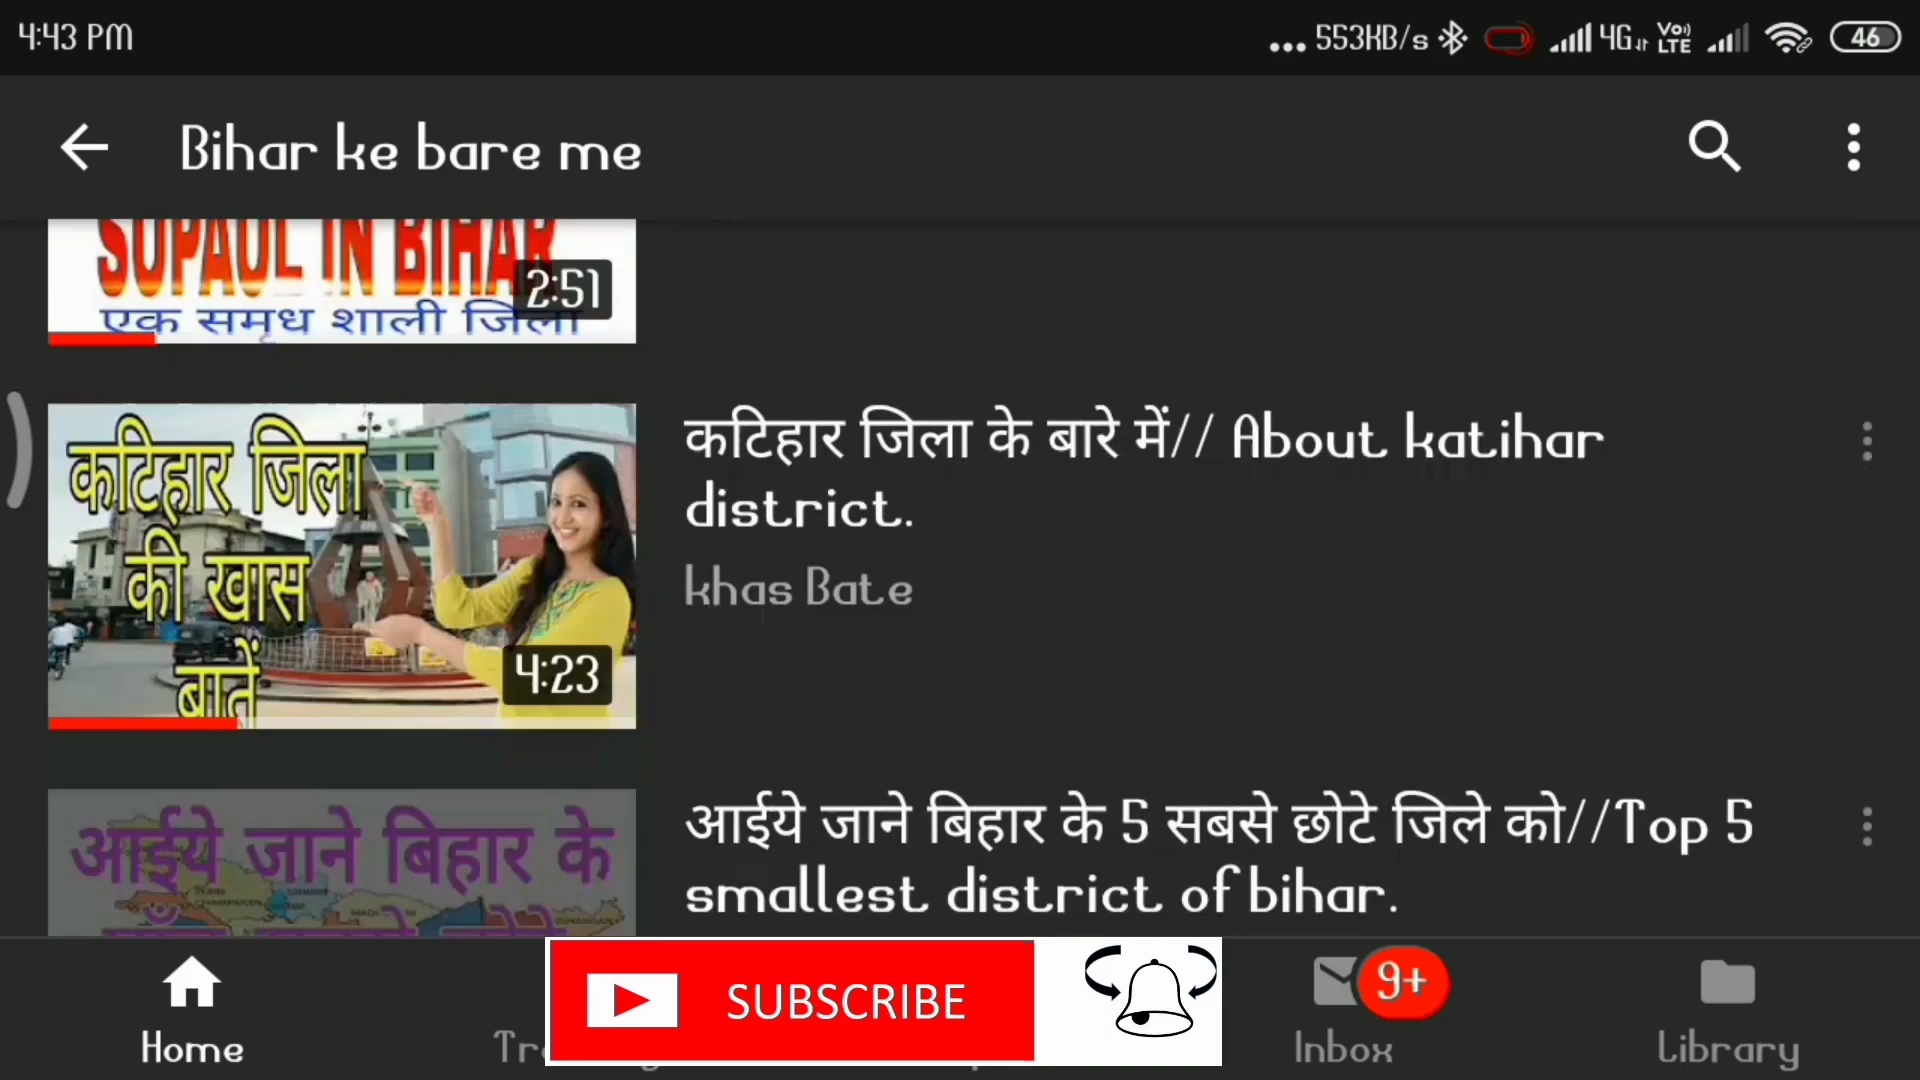 4:43 PM
... 553KB/s 4G Vo) LTE 46
Bihar ke bare me
SUPAUL IN BIHAR
2:51
एक समृध शाली जिला
कटिहार जिला
की खास
बातें
4:23
कटिहार जिला के बारे में// About katihar
district.
khas Bate
आईये जाने बिहार के
आईये जाने बिहार के 5 सबसे छोटे जिले को//Top 5
smallest district of bihar.
SUBSCRIBE
9+
Home
Inbox
Library